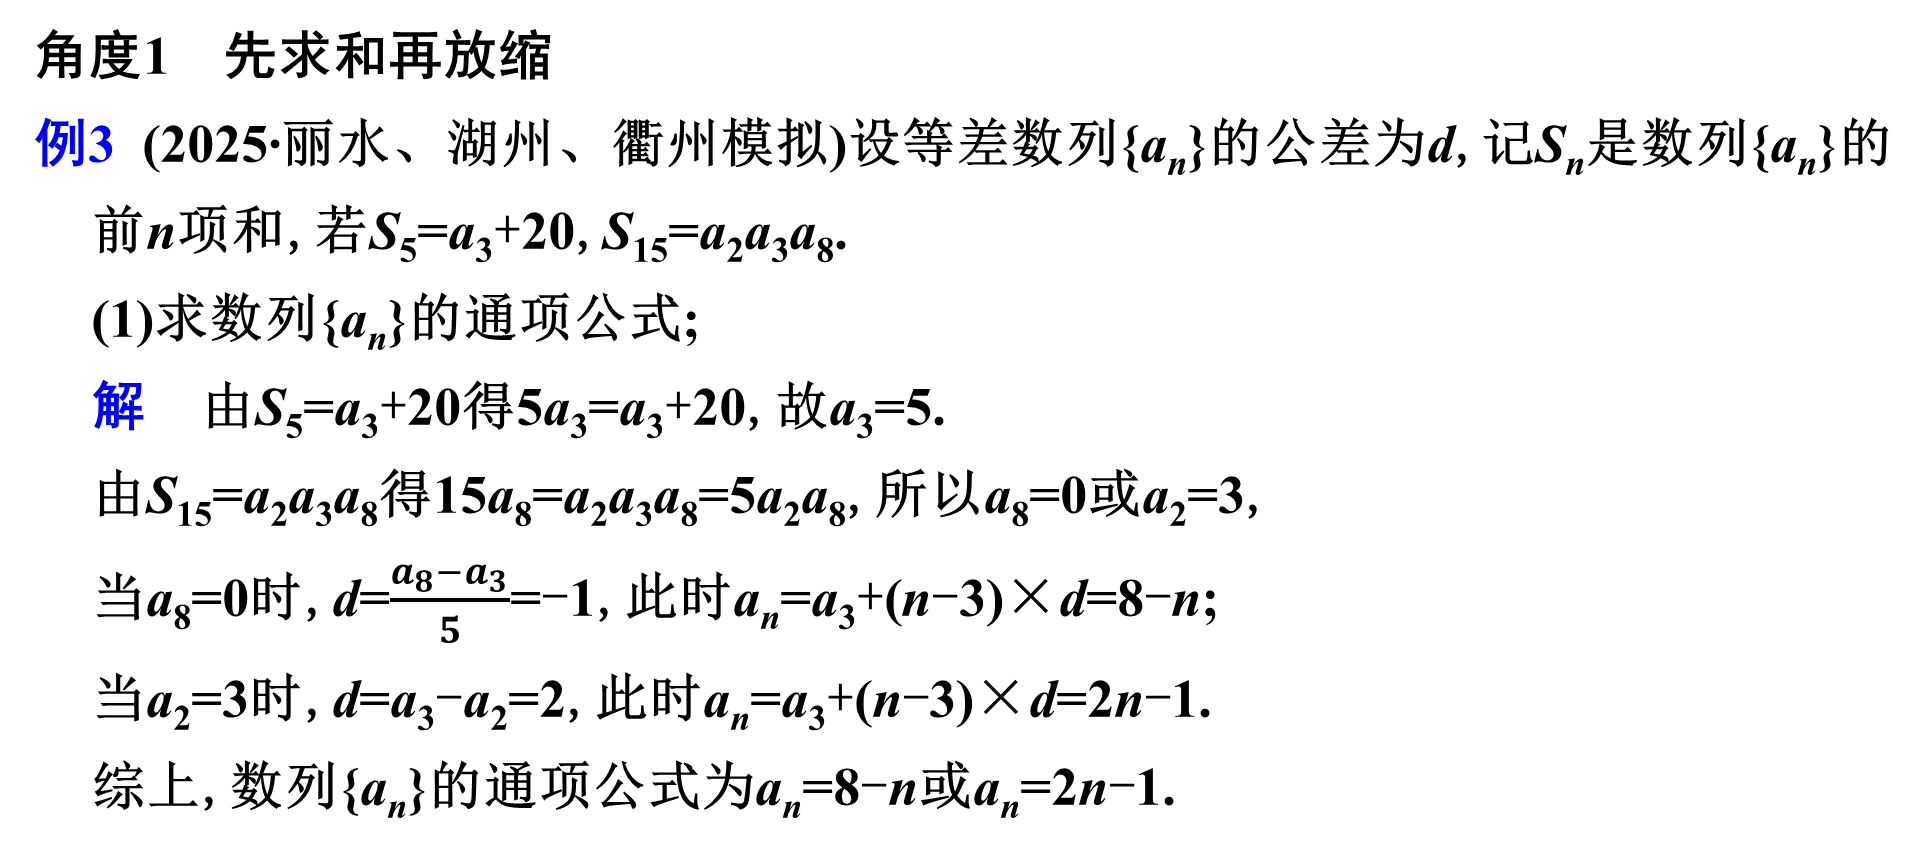 角度1 先求和再放缩
例3 (2025·丽水、湖州、衢州模拟)设等差数列{aₙ}的公差为d, 记Sₙ是数列{aₙ}的
前n项和, 若S₅=a₃+20, S₁₅=a₂a₃a₈.
(1)求数列{aₙ}的通项公式;
解 由S₅=a₃+20得5a₃=a₃+20, 故a₃=5.
由S₁₅=a₂a₃a₈得15a₈=a₂a₃a₈=5a₂a₈, 所以a₈=0或a₂=3,
当a₈=0时, d=(a₈−a₃)/5=−1, 此时aₙ=a₃+(n−3)×d=8−n;
当a₂=3时, d=a₃−a₂=2, 此时aₙ=a₃+(n−3)×d=2n−1.
综上, 数列{aₙ}的通项公式为aₙ=8−n或aₙ=2n−1.